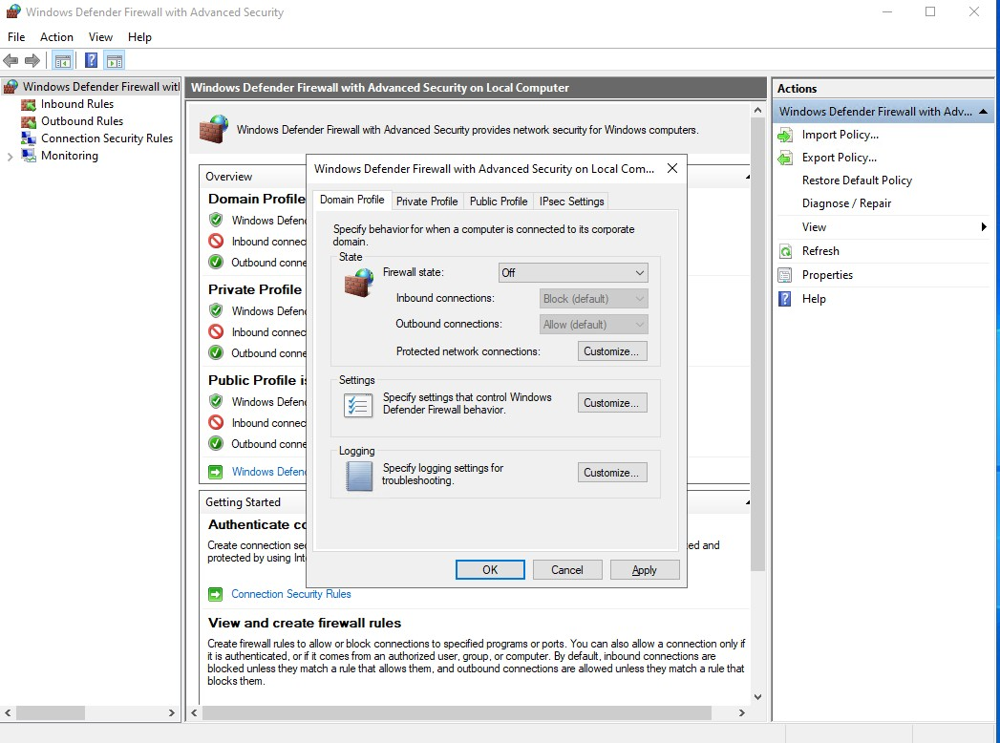 Windows Defender Firewall with Advanced Security
File Action View Help
Windows Defender Firewall wit
Inbound Rules
Outbound Rules
Connection Security Rules
Monitoring
Windows Defender Firewall with Advanced Security on Local Computer
Windows Defender Firewall with Advanced Security provides network security for Windows computers.
Overview
Domain Profile
Windows Defen
Inbound connec
Outbound conne
Private Profile
Windows Defen
Inbound connec
Outbound conne
Public Profile is
Windows Defen
Inbound connec
Outbound conne
Windows Defen
Getting Started
Authenticate co
Create connection sec
ed and
protected by using Int
Connection Security Rules
View and create firewall rules
Create firewall rules to allow or block connections to specified programs or ports. You can also allow a connection only if
it is authenticated, or if it comes from an authorized user, group, or computer. By default, inbound connections are
blocked unless they match a rule that allows them, and outbound connections are allowed unless they match a rule that
blocks them.
Windows Defender Firewall with Advanced Security on Local Com...
Domain Profile Private Profile Public Profile IPsec Settings
Specify behavior for when a computer is connected to its corporate
domain.
State
Firewall state: Off
Inbound connections: Block (default)
Outbound connections: Allow (default)
Protected network connections: Customize...
Settings
Specify settings that control Windows
Defender Firewall behavior.
Customize...
Logging
Specify logging settings for
troubleshooting.
Customize...
OK Cancel Apply
Actions
Windows Defender Firewall with Adv...
Import Policy...
Export Policy...
Restore Default Policy
Diagnose / Repair
View
Refresh
Properties
Help